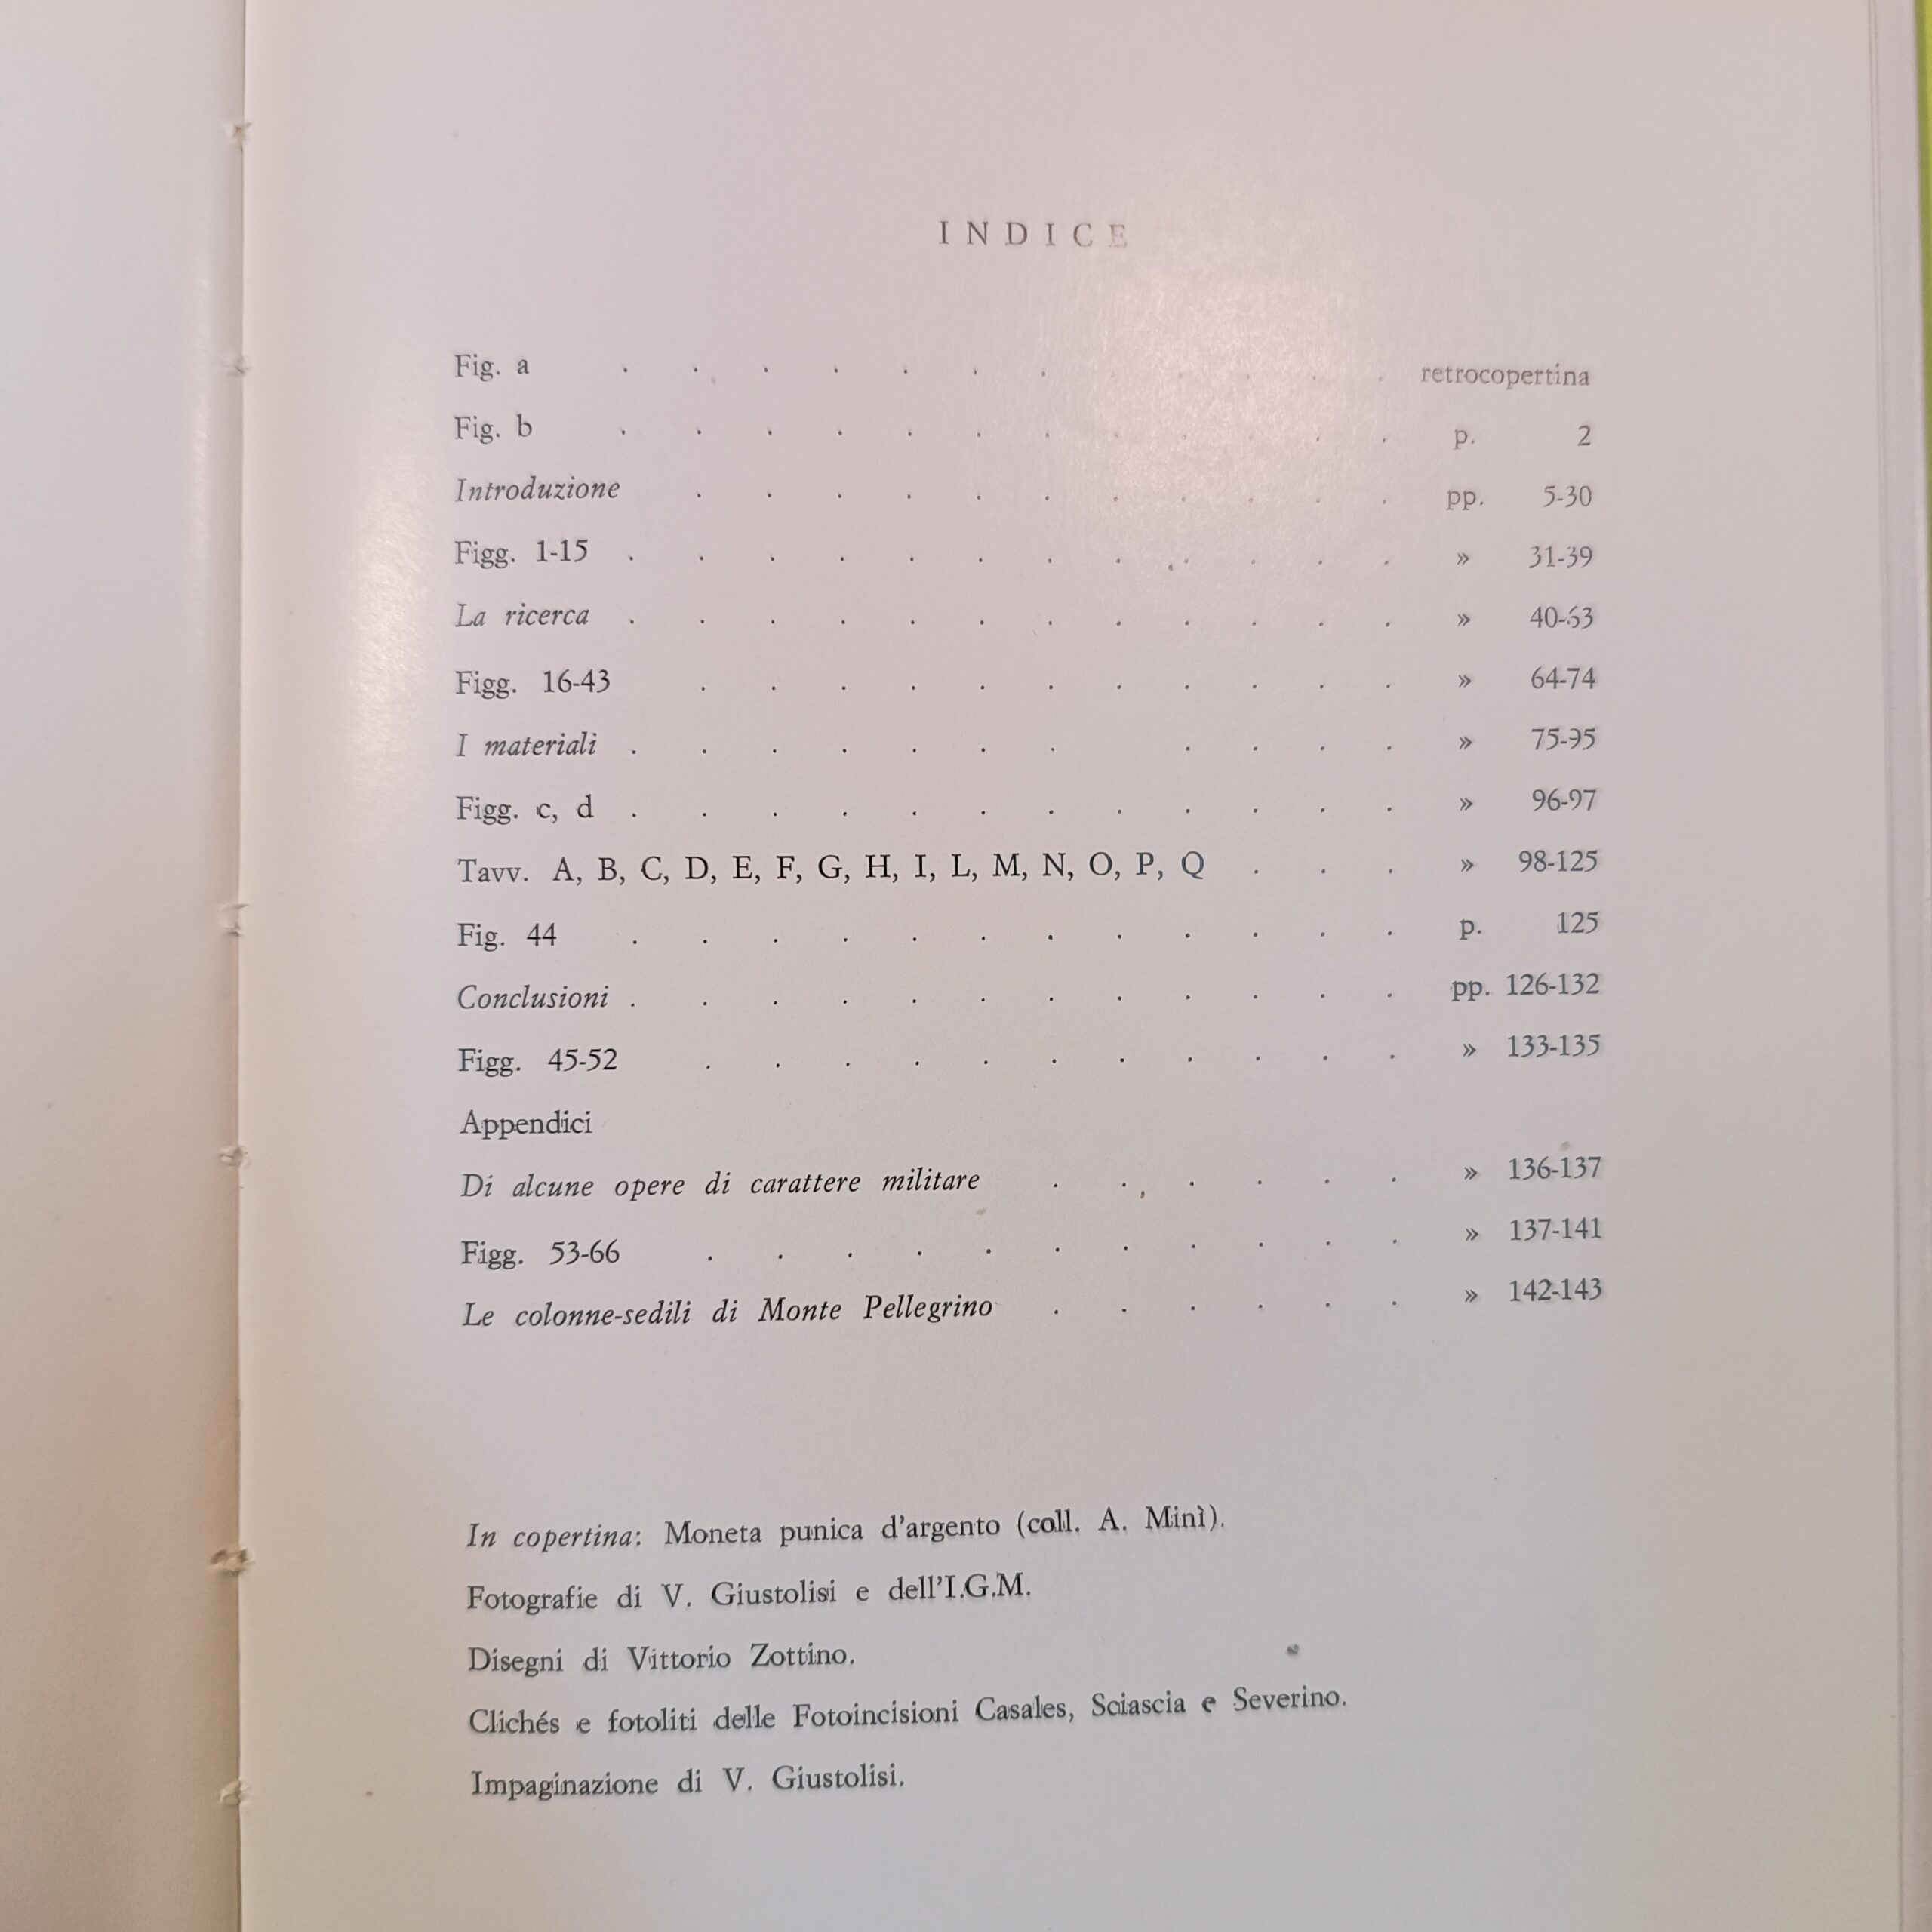 INDICE
Fig. a . . . . . . . . . . . . retrocopertina
Fig. b . . . . . . . . . . . . p. 2
Introduzione . . . . . . . . . . . pp. 5-30
Figg. 1-15 . . . . . . . . . . . . » 31-39
La ricerca . . . . . . . . . . . . » 40-63
Figg. 16-43 . . . . . . . . . . . » 64-74
I materiali . . . . . . . . . . . » 75-95
Figg. c, d . . . . . . . . . . . . » 96-97
Tavv. A, B, C, D, E, F, G, H, I, L, M, N, O, P, Q . . . » 98-125
Fig. 44 . . . . . . . . . . . . p. 125
Conclusioni . . . . . . . . . . . . pp. 126-132
Figg. 45-52 . . . . . . . . . . . » 133-135
Appendici
Di alcune opere di carattere militare . . . . . . » 136-137
Figg. 53-66 . . . . . . . . . . . » 137-141
Le colonne-sedili di Monte Pellegrino . . . . . . » 142-143
In copertina: Moneta punica d'argento (coll. A. Minì).
Fotografie di V. Giustolisi e dell'I.G.M.
Disegni di Vittorio Zottino.
Clichés e fotoliti delle Fotoincisioni Casales, Sciascia e Severino.
Impaginazione di V. Giustolisi.